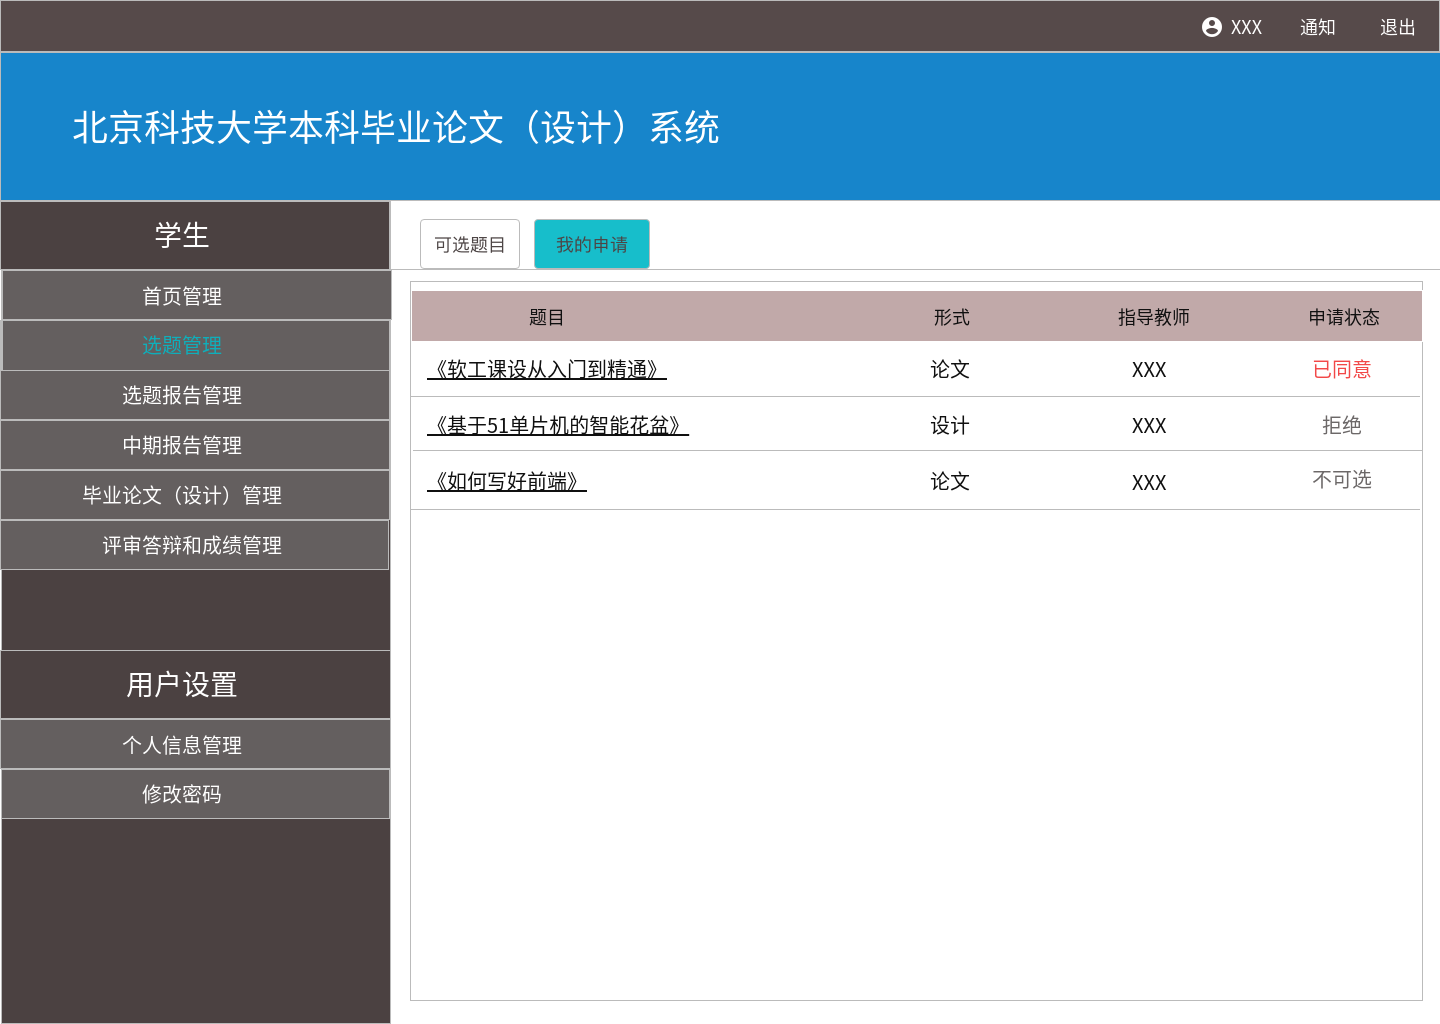 XXX 通知 退出
北京科技大学本科毕业论文（设计）系统
学生
首页管理
选题管理
选题报告管理
中期报告管理
毕业论文（设计）管理
评审答辩和成绩管理
用户设置
个人信息管理
修改密码
可选题目 我的申请
题目 形式 指导教师 申请状态
《软工课设从入门到精通》 论文 XXX 已同意
《基于51单片机的智能花盆》 设计 XXX 拒绝
《如何写好前端》 论文 XXX 不可选